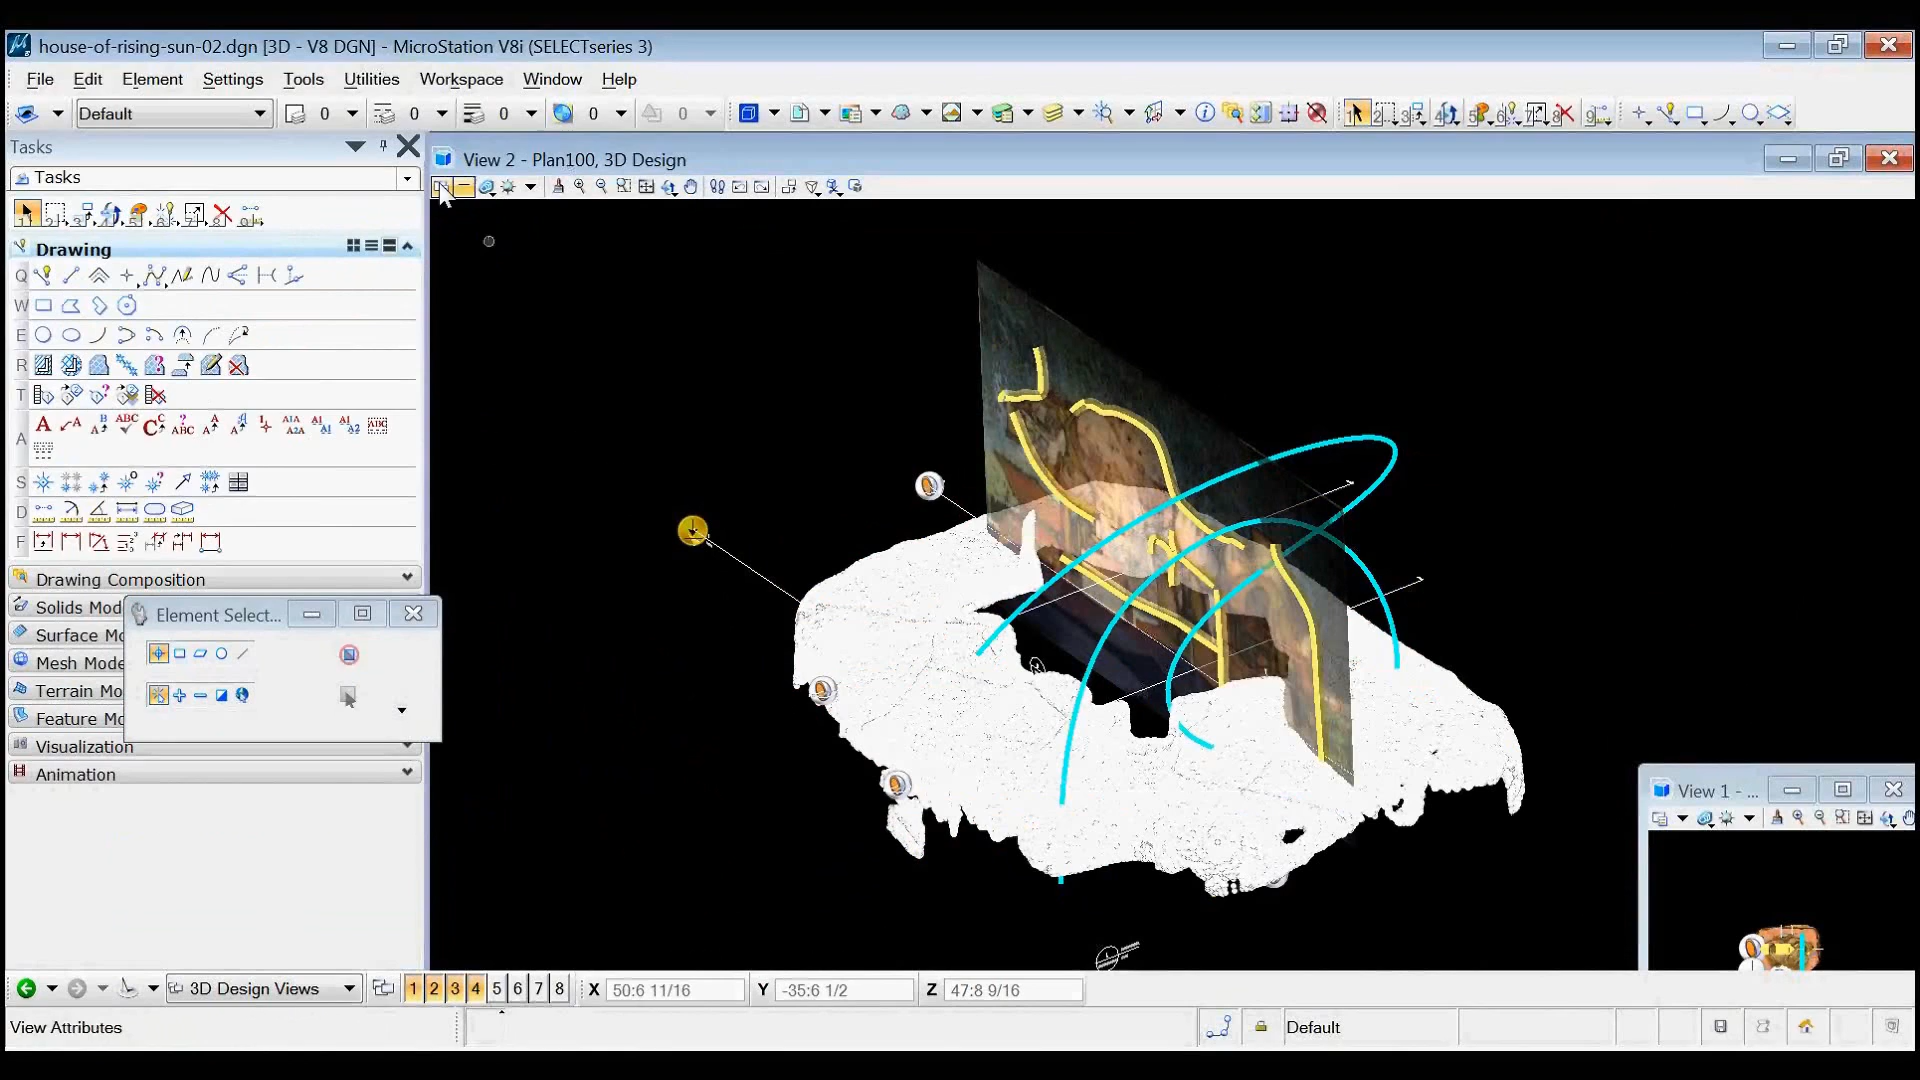 house-of-rising-sun-02.dgn [3D - V8 DGN] - MicroStation V8i (SELECTseries 3)
File Edit Element Settings Tools Utilities Workspace Window Help
Default 0 0 0 0 0
Tasks
View 2 - Plan100, 3D Design
Tasks
Drawing
Q
W
E
R
T
A
S
D
F
Drawing Composition
Solids Mod
Surface Mo
Mesh Mode
Terrain Mo
Feature Mo
Visualization
Animation
Element Select...
View 1 - ...
3D Design Views 1 2 3 4 5 6 7 8 X 50:6 11/16 Y -35:6 1/2 Z 47:8 9/16
View Attributes Default